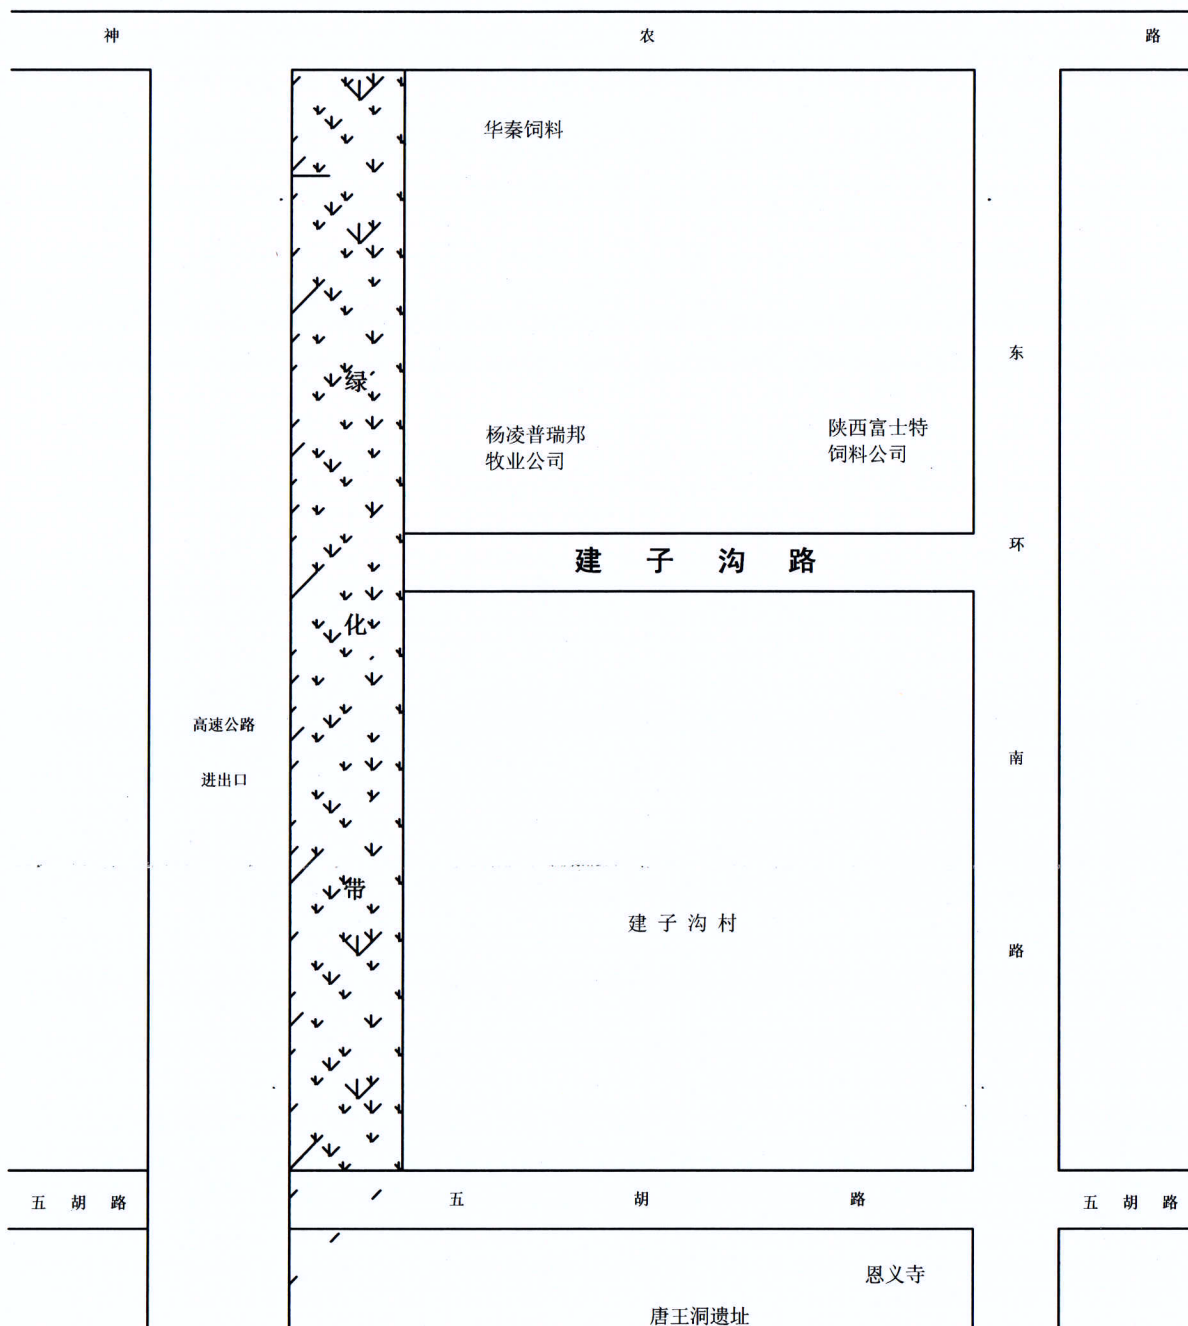 神农路
华秦饲料
东环南路
绿化带
杨凌普瑞邦
牧业公司
陕西富士特
饲料公司
建子沟路
高速公路
进出口
建子沟村
五胡路
五胡路
五胡路
恩义寺
唐王洞遗址